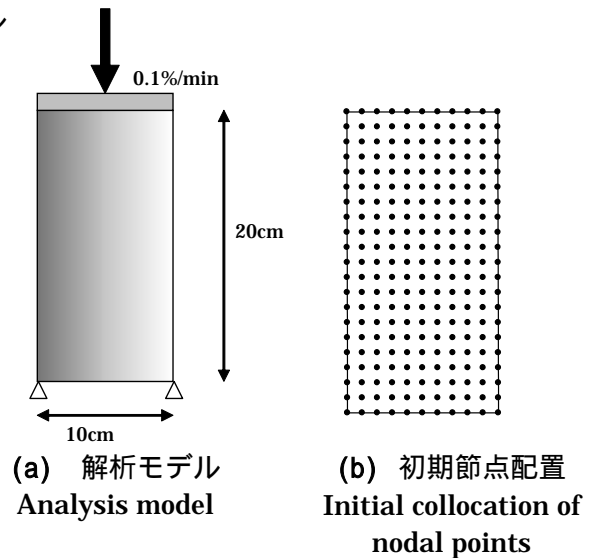 0.1%/min
20cm
10cm
(a) 解析モデル
Analysis model
(b) 初期節点配置
Initial collocation of
nodal points